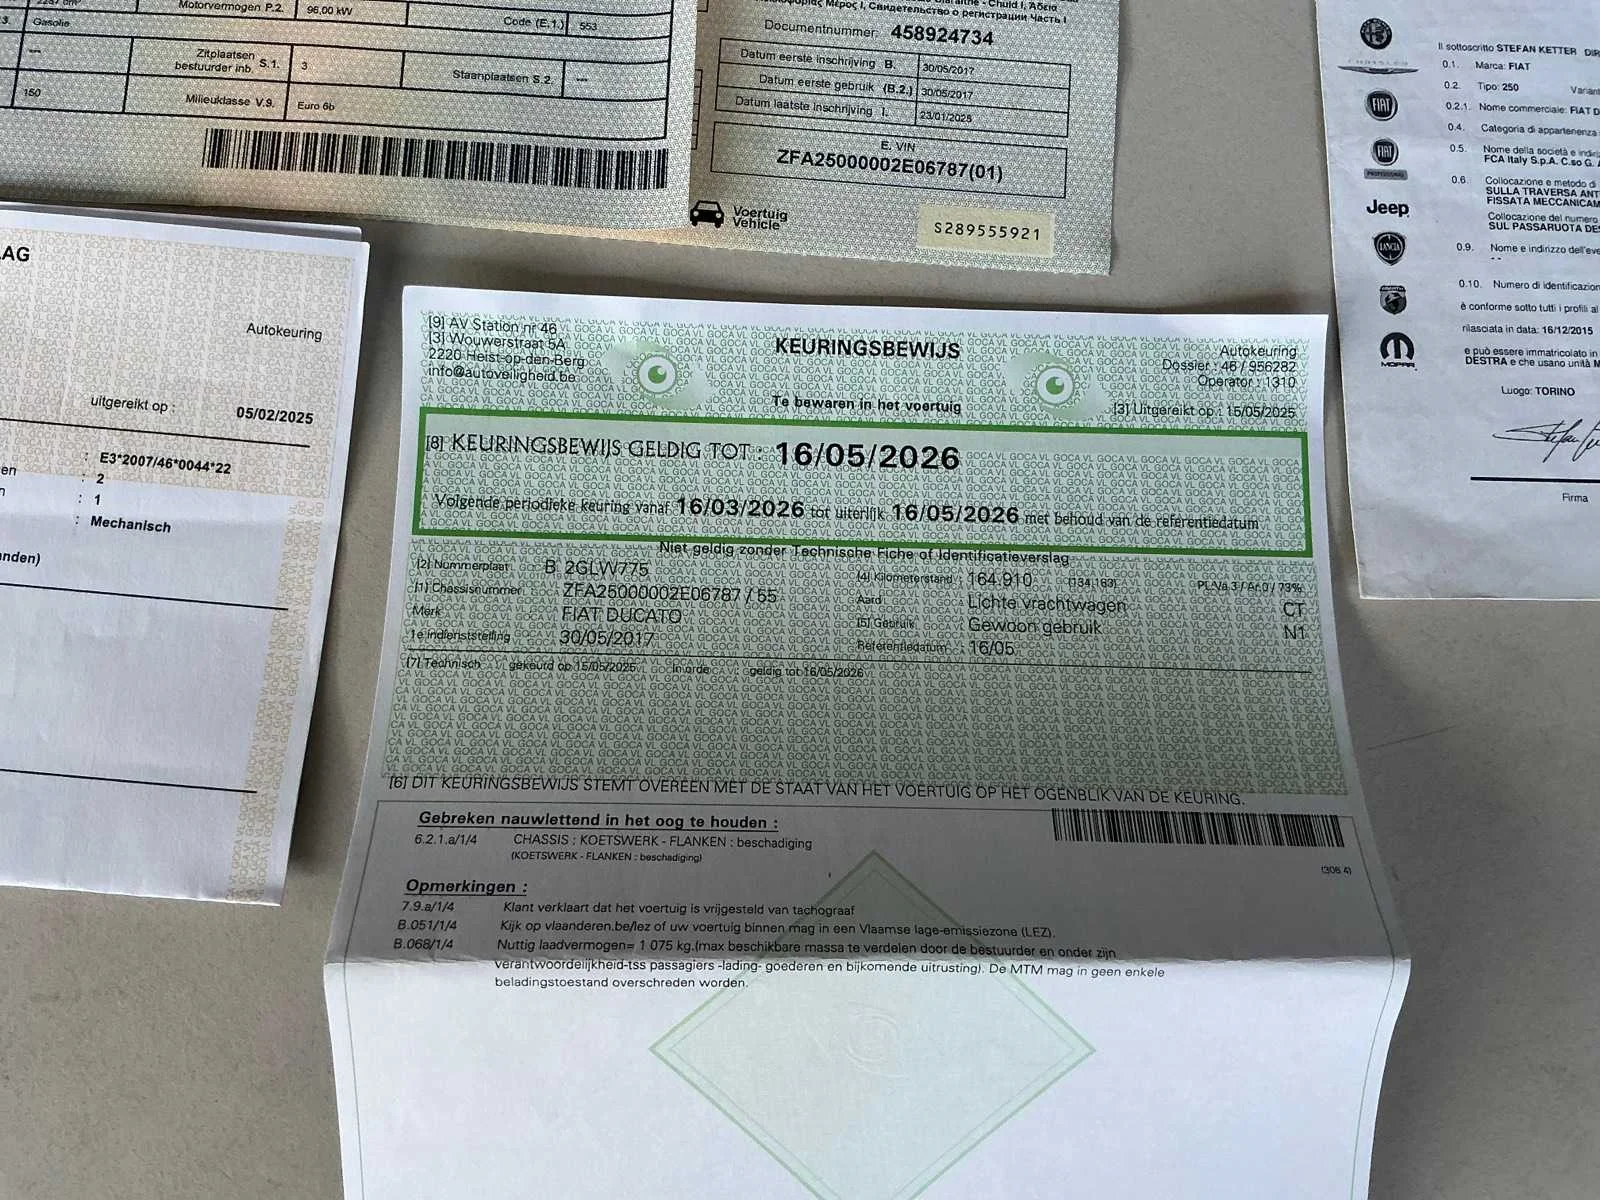 Motorvermogen P.2. 96,00 kW
Code (E.1.) 553
Gasolie
---
Zitplaatsen
bestuurder inb. S.1. 3
Staanplaatsen S.2. ---
150
Milieuklasse V.9. Euro 6b
Documentnummer: 458924734
Datum eerste inschrijving B. 30/05/2017
Datum eerste gebruik (B.2.) 30/05/2017
Datum laatste inschrijving I. 23/01/2025
E. VIN
ZFA25000002E06787(01)
Voertuig
Vehicle
S289555921
Il sottoscritto STEFAN KETTER
CHRYSLER
0.1. Marca: FIAT
0.2. Tipo: 250
0.2.1. Nome commerciale: FIAT
FIAT
0.4. Categoria di appartenenza
0.5.
FCA Italy S.p.A. C.so G.
FIAT
PROFESSIONAL
0.6. Collocazione e metodo di
SULLA TRAVERSA
FISSATA
Jeep
Collocazione del numero
SUL PASSARUOTA
LANCIA
0.9. Nome e indirizzo
0.10. Numero di
è conforme sotto tutti i profili
rilasciata in data: 16/12/2015
MOPAR
e può essere immatricolato in
DESTRA e che usano unità
Luogo: TORINO
Firma
Autokeuring
uitgereikt op : 05/02/2025
: E3*2007/46*0044*22
: 2
: 1
: Mechanisch
[9] AV Station nr 46
[3] Wouwerstraat 5A
2220 Heist-op-den-Berg
info@autoveiligheid.be
KEURINGSBEWIJS
Te bewaren in het voertuig
Autokeuring
Dossier : 46 / 956282
Operator : 1310
[3] Uitgereikt op : 15/05/2025
[8] KEURINGSBEWIJS GELDIG TOT : 16/05/2026
Volgende periodieke keuring vanaf 16/03/2026 tot uiterlijk 16/05/2026 met behoud van de referentiedatum
Niet geldig zonder Technische Fiche of Identificatieverslag
[2] Nummerplaat B 2GLW775
[4] Kilometerstand : 164.910 (134.163)
[1] Chassisnummer ZFA25000002E06787 / 55
Aard : Lichte vrachtwagen CT
Merk FIAT DUCATO
[5] Gebruik : Gewoon gebruik N1
1e indienststelling 30/05/2017
Referentiedatum : 16/05
[7] Technisch gekeurd op 15/05/2025 In orde geldig tot 16/05/2026
[6] DIT KEURINGSBEWIJS STEMT OVEREEN MET DE STAAT VAN HET VOERTUIG OP HET OGENBLIK VAN DE KEURING.
Gebreken nauwlettend in het oog te houden :
6.2.1.a/1/4 CHASSIS : KOETSWERK - FLANKEN : beschadiging
(KOETSWERK - FLANKEN : beschadiging)
(306.4)
Opmerkingen :
7.9.a/1/4 Klant verklaart dat het voertuig is vrijgesteld van tachograaf
B.051/1/4 Kijk op vlaanderen.be/lez of uw voertuig binnen mag in een Vlaamse lage-emissiezone (LEZ).
B.068/1/4 Nuttig laadvermogen= 1 075 kg.(max beschikbare massa te verdelen door de bestuurder en onder zijn
verantwoordelijkheid-tss passagiers -lading- goederen en bijkomende uitrusting). De MTM mag in geen enkele
beladingstoestand overschreden worden.